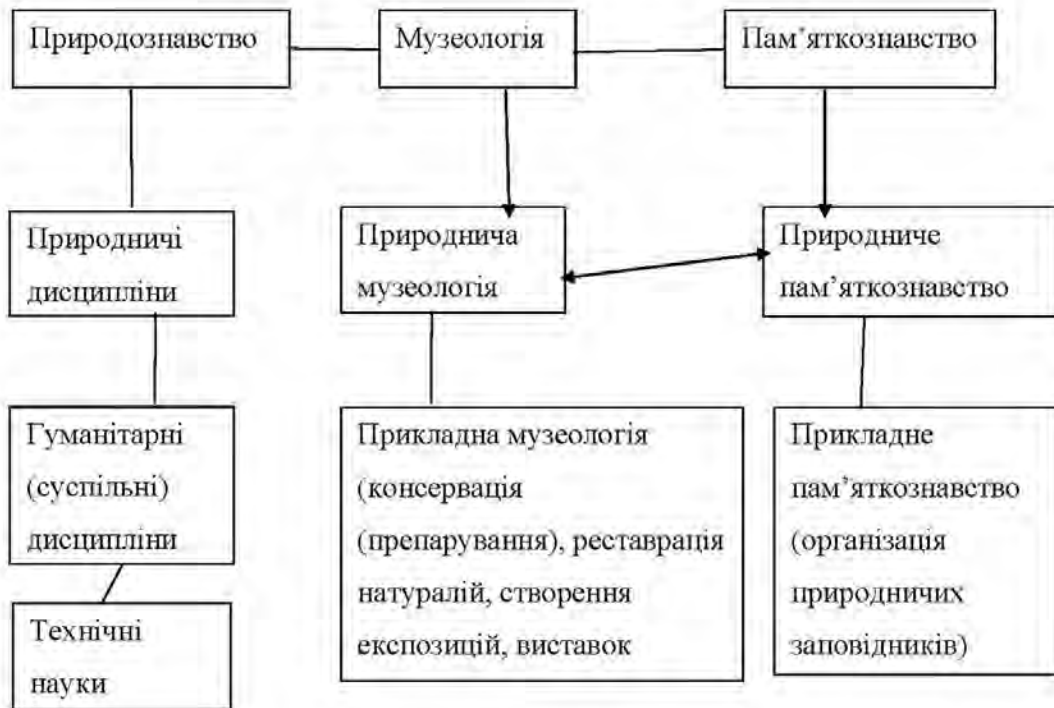 Природознавство
Музеологія
Пам’яткознавство
Природничі
дисципліни
Природнича
музеологія
Природниче
пам’яткознавство
Гуманітарні
(суспільні)
дисципліни
Прикладна музеологія
(консервація
(препарування), реставрація
натуралій, створення
експозицій, виставок
Прикладне
пам’яткознавство
(організація
природничих
заповідників)
Технічні
науки